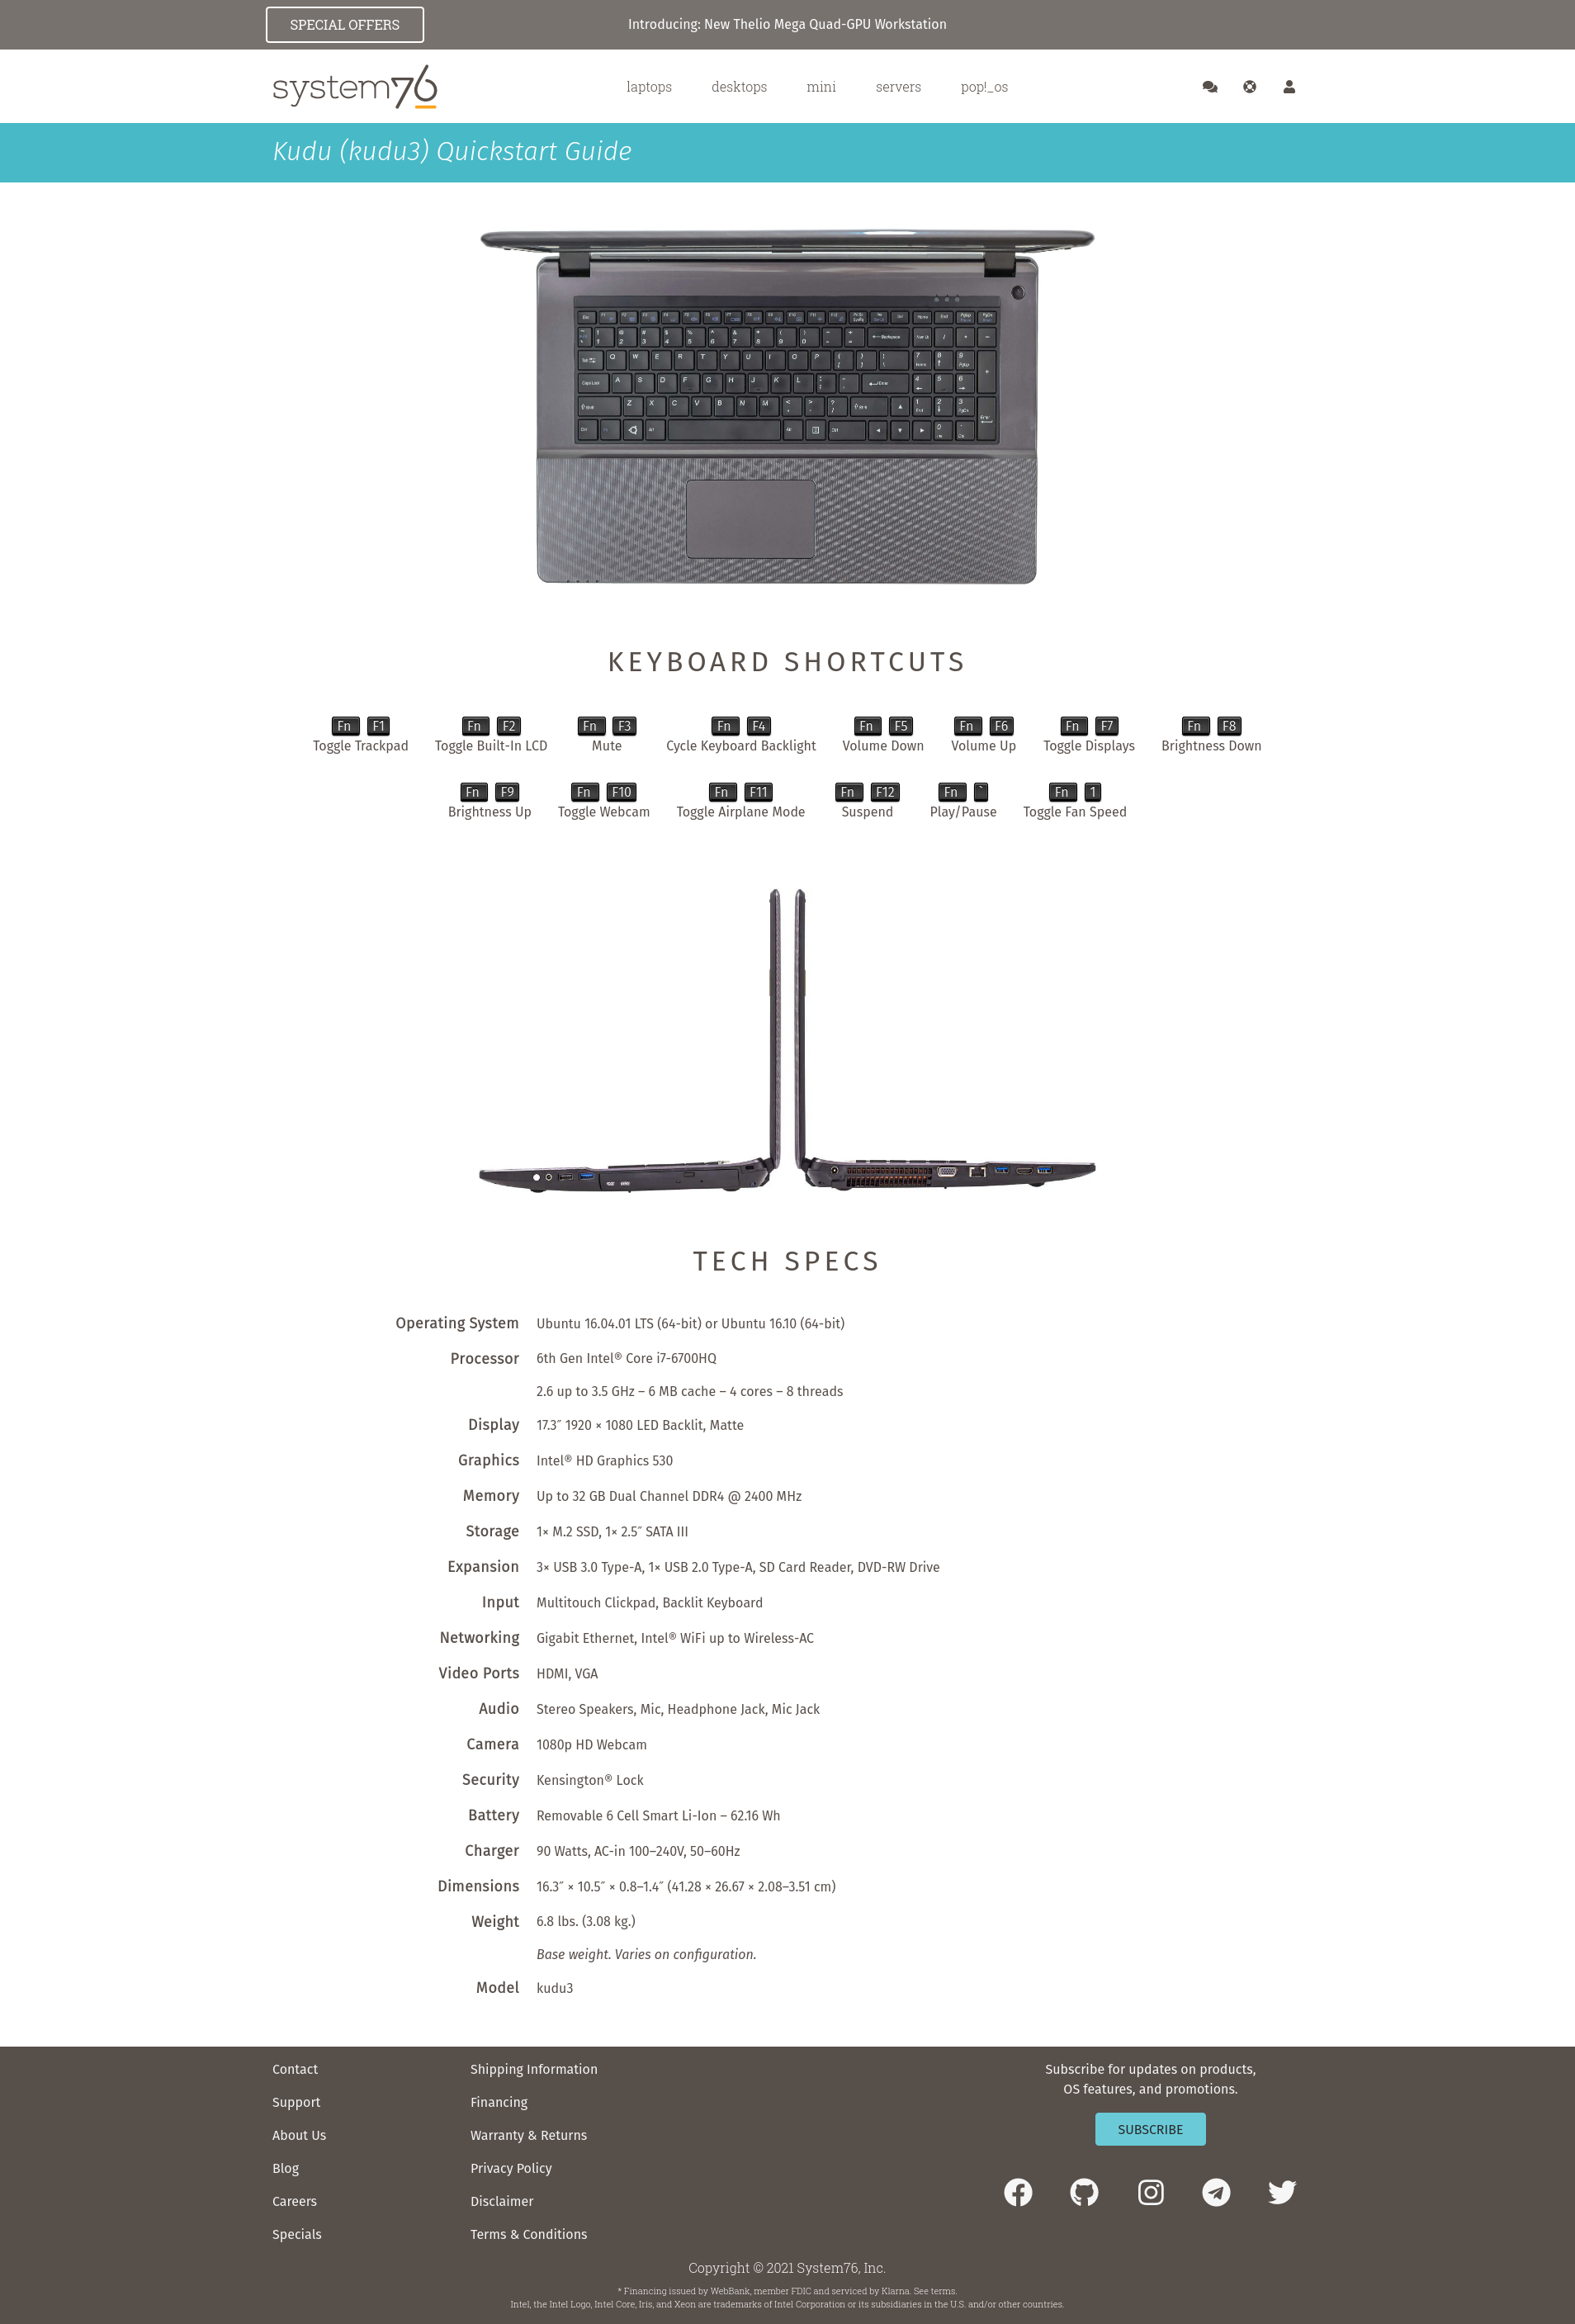 SPECIAL OFFERS
Introducing: New Thelio Mega Quad-GPU Workstation
system76
laptops desktops mini servers pop!_os
Kudu (kudu3) Quickstart Guide
KEYBOARD SHORTCUTS
Fn F1 Fn F2 Fn F3 Fn F4 Fn F5 Fn F6 Fn F7 Fn F8
Toggle Trackpad Toggle Built-In LCD Mute Cycle Keyboard Backlight Volume Down Volume Up Toggle Displays Brightness Down
Fn F9 Fn F10 Fn F11 Fn F12 Fn ` Fn 1
Brightness Up Toggle Webcam Toggle Airplane Mode Suspend Play/Pause Toggle Fan Speed
TECH SPECS
Operating System Ubuntu 16.04.01 LTS (64-bit) or Ubuntu 16.10 (64-bit)
Processor 6th Gen Intel® Core i7-6700HQ
2.6 up to 3.5 GHz – 6 MB cache – 4 cores – 8 threads
Display 17.3″ 1920 × 1080 LED Backlit, Matte
Graphics Intel® HD Graphics 530
Memory Up to 32 GB Dual Channel DDR4 @ 2400 MHz
Storage 1× M.2 SSD, 1× 2.5″ SATA III
Expansion 3× USB 3.0 Type-A, 1× USB 2.0 Type-A, SD Card Reader, DVD-RW Drive
Input Multitouch Clickpad, Backlit Keyboard
Networking Gigabit Ethernet, Intel® WiFi up to Wireless-AC
Video Ports HDMI, VGA
Audio Stereo Speakers, Mic, Headphone Jack, Mic Jack
Camera 1080p HD Webcam
Security Kensington® Lock
Battery Removable 6 Cell Smart Li-Ion – 62.16 Wh
Charger 90 Watts, AC-in 100–240V, 50–60Hz
Dimensions 16.3″ × 10.5″ × 0.8–1.4″ (41.28 × 26.67 × 2.08–3.51 cm)
Weight 6.8 lbs. (3.08 kg.)
Base weight. Varies on configuration.
Model kudu3
Contact
Support
About Us
Blog
Careers
Specials
Shipping Information
Financing
Warranty & Returns
Privacy Policy
Disclaimer
Terms & Conditions
Subscribe for updates on products,
OS features, and promotions.
SUBSCRIBE
Copyright © 2021 System76, Inc.
* Financing issued by WebBank, member FDIC and serviced by Klarna. See terms.
Intel, the Intel Logo, Intel Core, Iris, and Xeon are trademarks of Intel Corporation or its subsidiaries in the U.S. and/or other countries.